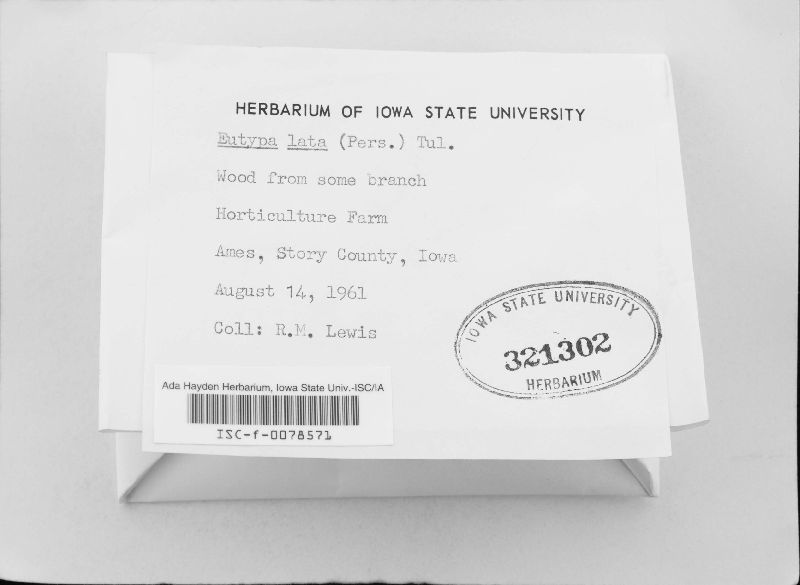 HERBARIUM OF IOWA STATE UNIVERSITY
Eutypa lata (Pers.) Tul.
Wood from some branch
Horticulture Farm
Ames, Story County, Iowa
August 14, 1961
Coll: R.M. Lewis
IOWA STATE UNIVERSITY
321302
HERBARIUM
Ada Hayden Herbarium, Iowa State Univ.-ISC/IA
ISC-f-0078571